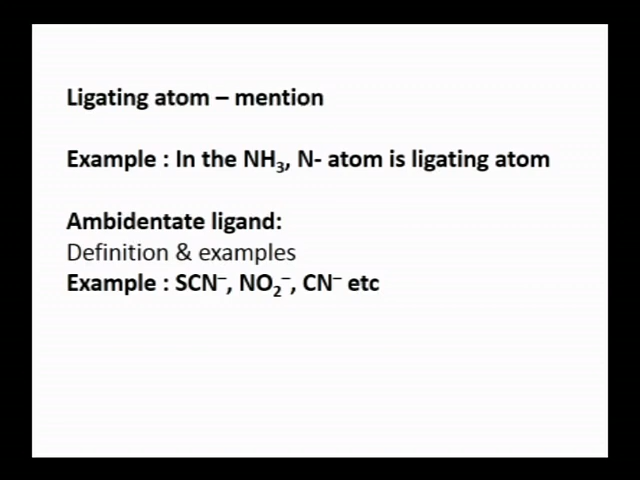 Ligating atom – mention
Example : In the NH₃, N- atom is ligating atom
Ambidentate ligand:
Definition & examples
Example : SCN⁻, NO₂⁻, CN⁻ etc